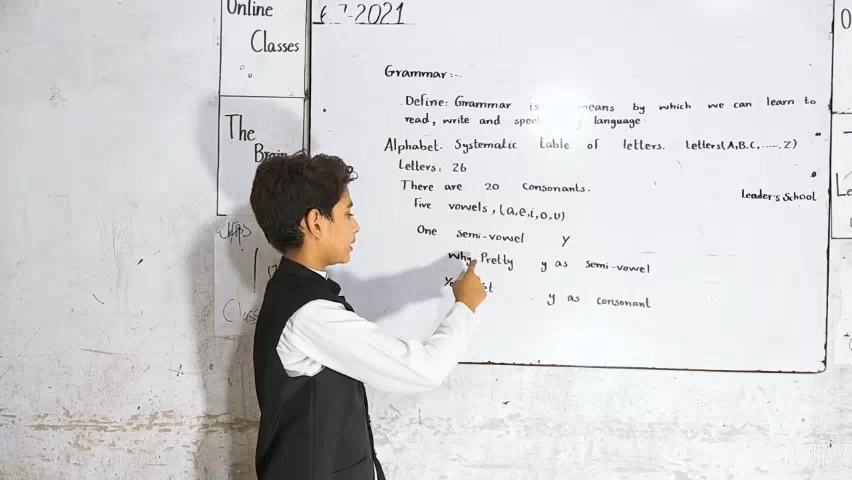 Online
Classes
The
Brain
2021
Grammar:-
Define: Grammar is means by which we can learn to
read, write and language.
Alphabet. Systematic table of letters. Letters(A,B,C,-----,Z)
Letters: 26
There are 20 consonants.
Leader's School
Five vowels, (a,e,i,o,u)
One semi-vowel y
Why Pretty y as semi-vowel
y as consonant